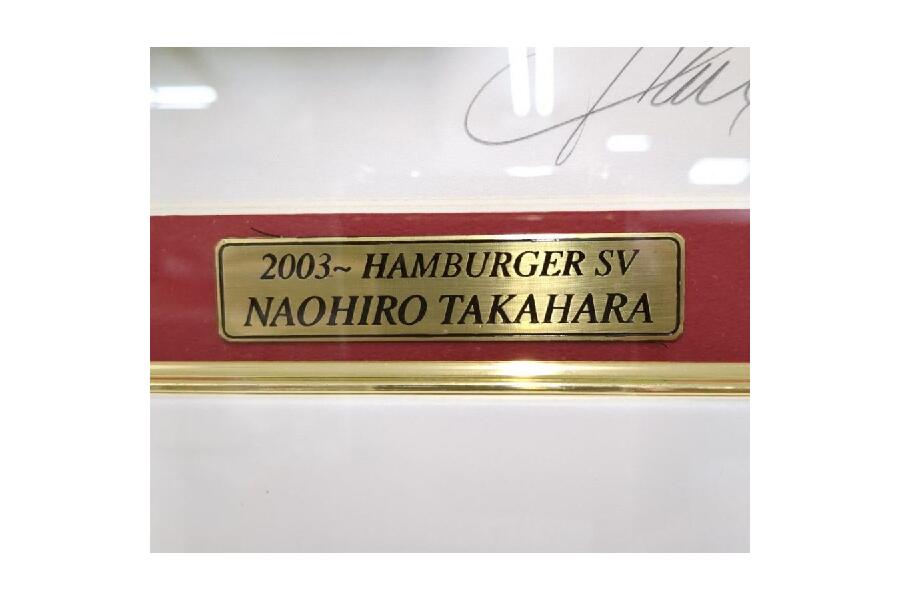 2003~ HAMBURGER SV
NAOHIRO TAKAHARA